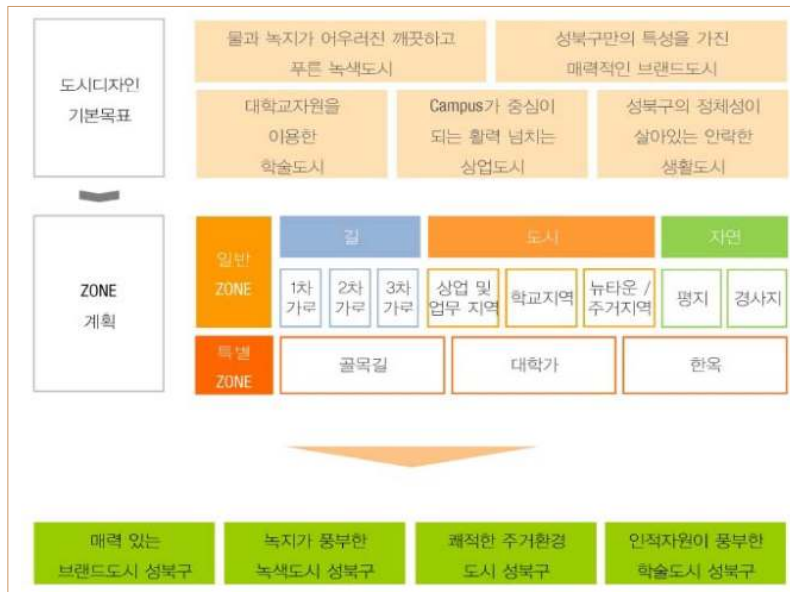 도시디자인
기본목표
물과 녹지가 어우러진 깨끗하고
푸른 녹색도시
성북구만의 특성을 가진
매력적인 브랜드도시
대학교자원을
이용한
학술도시
Campus가 중심이
되는 활력 넘치는
상업도시
성북구의 정체성이
살아있는 안락한
생활도시
ZONE
계획
일반
ZONE
길
도시
자연
1차
가로
2차
가로
3차
가로
상업 및
업무 지역
학교지역
뉴타운 /
주거지역
평지
경사지
특별
ZONE
골목길
대학가
한옥
매력 있는
브랜드도시 성북구
녹지가 풍부한
녹색도시 성북구
쾌적한 주거환경
도시 성북구
인적자원이 풍부한
학술도시 성북구